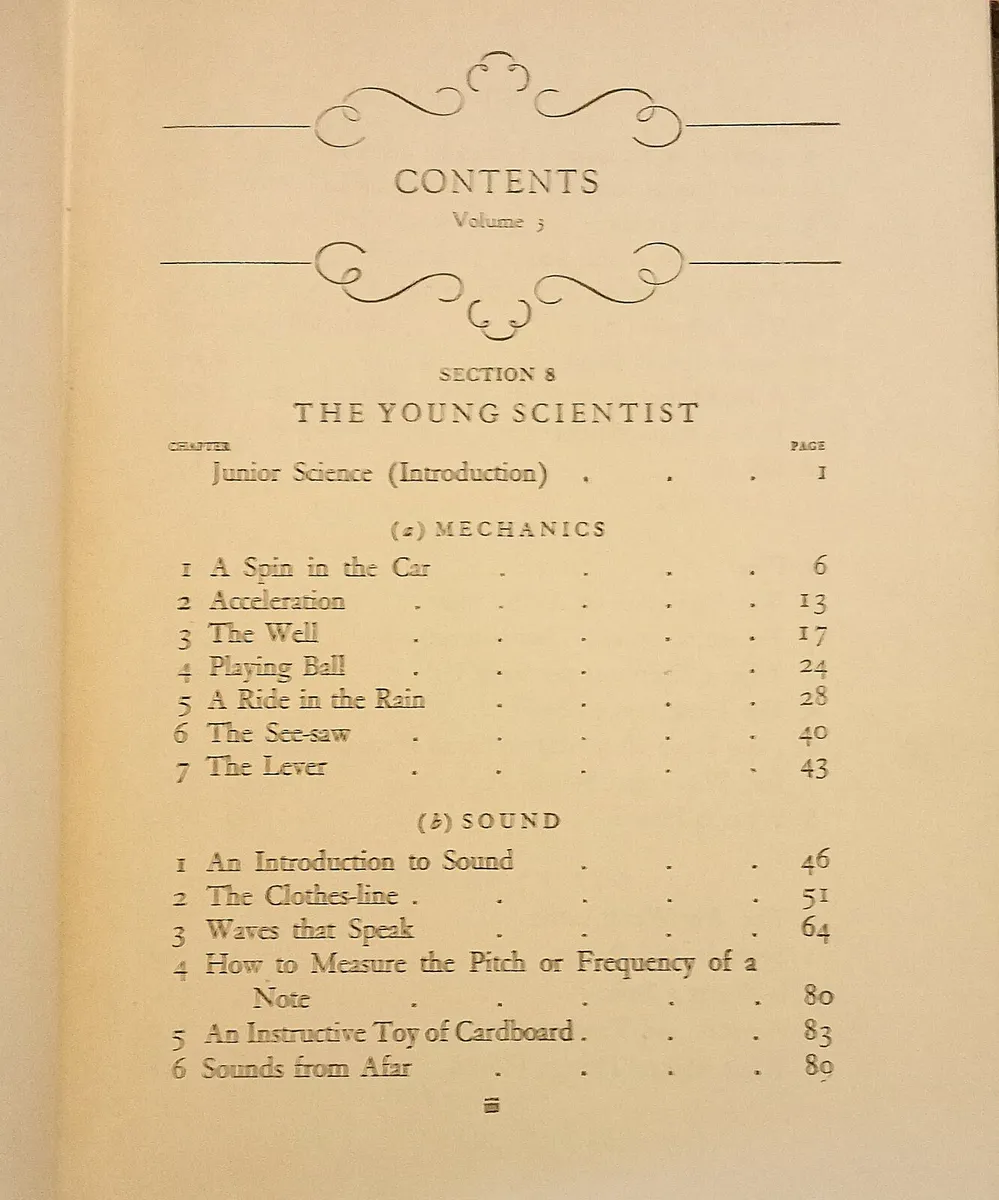 CONTENTS
Volume 3
SECTION 8
THE YOUNG SCIENTIST
CHAPTER PAGE
Junior Science (Introduction) . . . 1
(a) MECHANICS
1 A Spin in the Car . . . . 6
2 Acceleration . . . . . 13
3 The Well . . . . . 17
4 Playing Ball . . . . . 24
5 A Ride in the Rain . . . . 28
6 The See-saw . . . . . 40
7 The Lever . . . . . 43
(b) SOUND
1 An Introduction to Sound . . . 46
2 The Clothes-line . . . . . 51
3 Waves that Speak . . . . 64
4 How to Measure the Pitch or Frequency of a
Note . . . . . 80
5 An Instructive Toy of Cardboard . . . 83
6 Sounds from Afar . . . . 89
iii